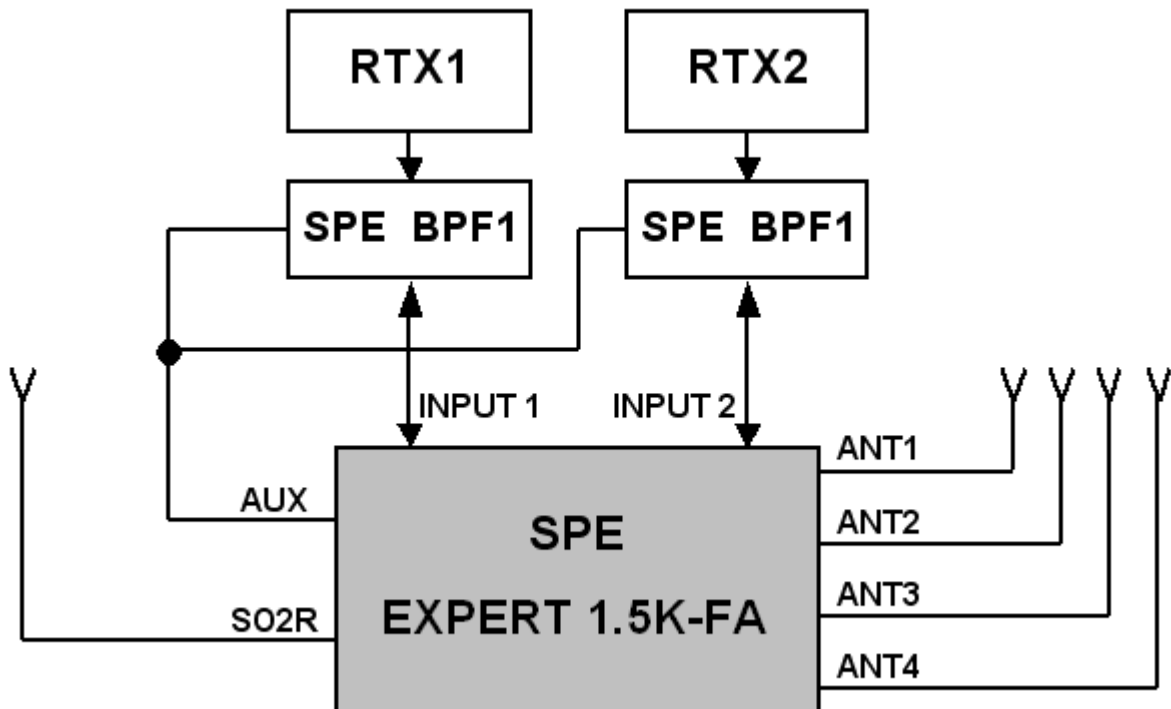 RTX1
RTX2
SPE BPF1
SPE BPF1
INPUT 1
INPUT 2
ANT1
AUX
SPE
ANT2
EXPERT 1.5K-FA
ANT3
SO2R
ANT4